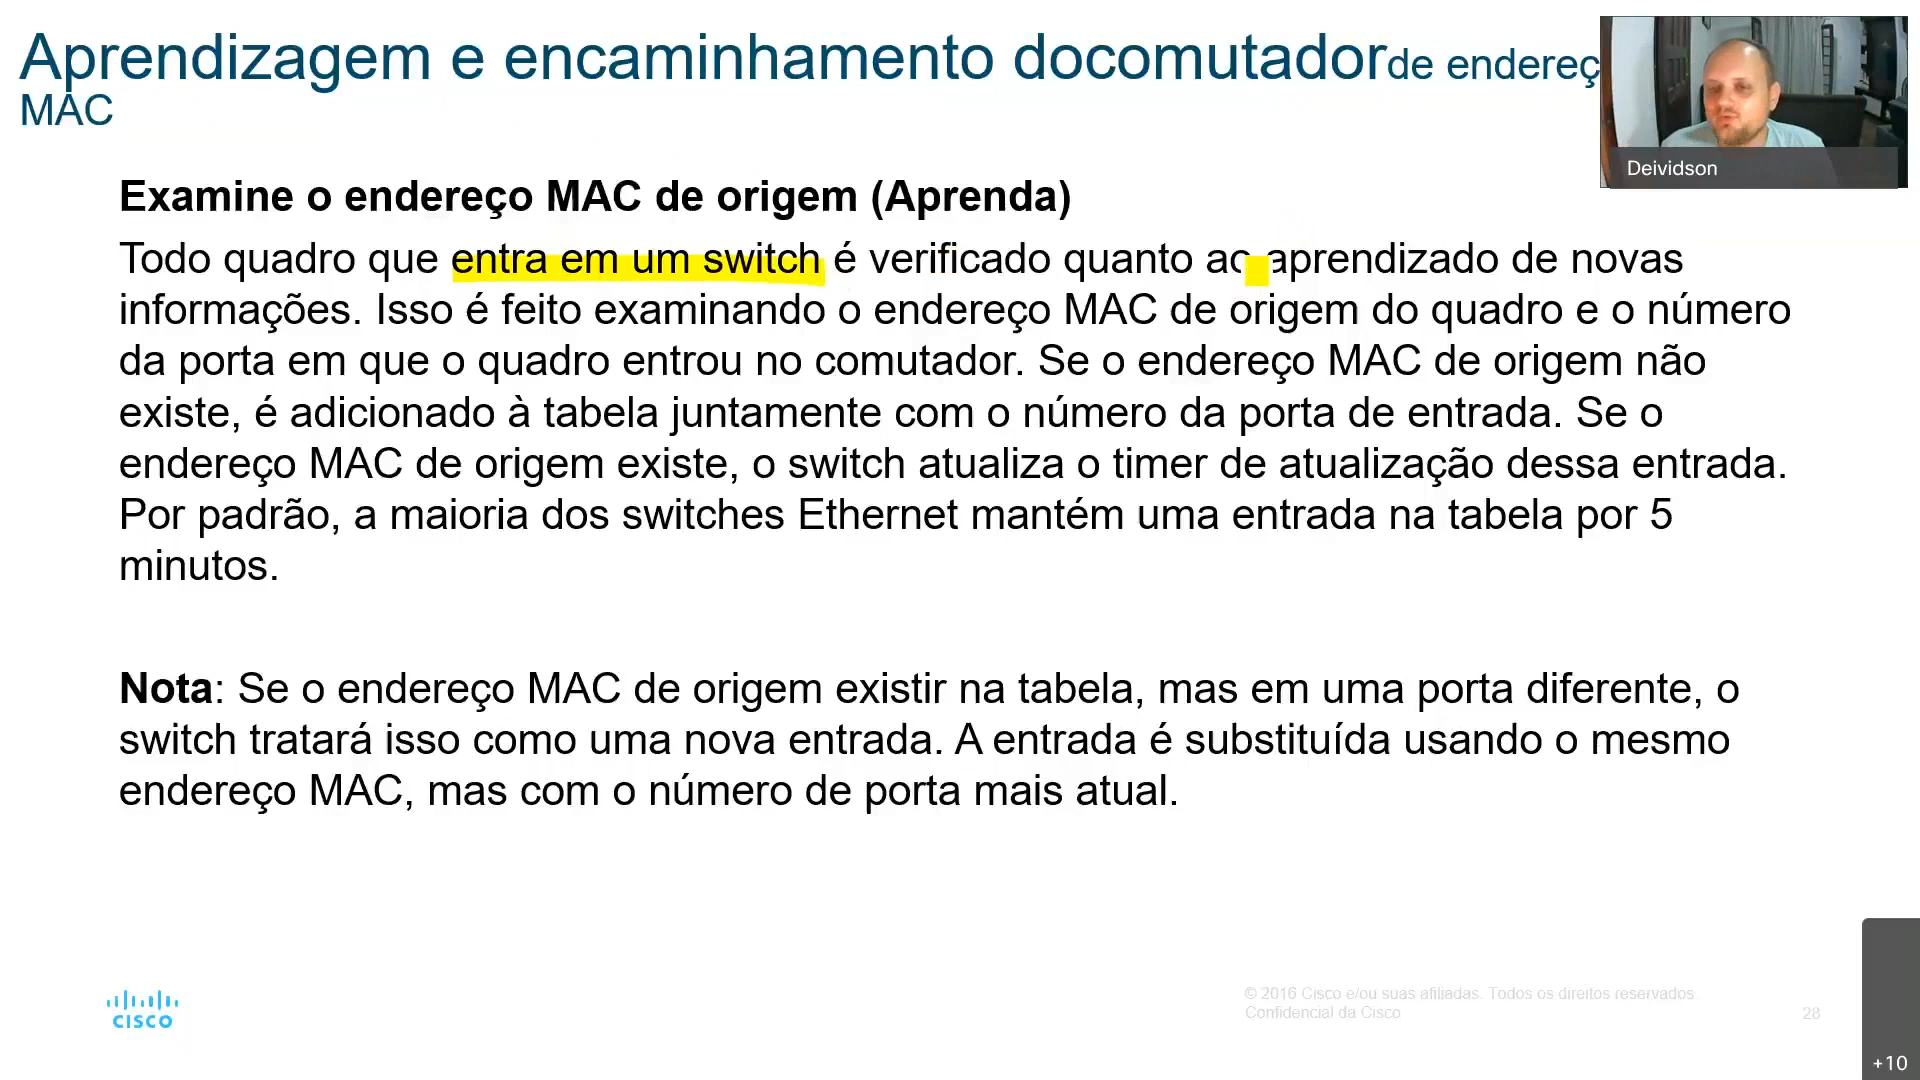 Aprendizagem e encaminhamento docomutadorde endereç
MAC
Deividson
Examine o endereço MAC de origem (Aprenda)
Todo quadro que entra em um switch é verificado quanto ao aprendizado de novas
informações. Isso é feito examinando o endereço MAC de origem do quadro e o número
da porta em que o quadro entrou no comutador. Se o endereço MAC de origem não
existe, é adicionado à tabela juntamente com o número da porta de entrada. Se o
endereço MAC de origem existe, o switch atualiza o timer de atualização dessa entrada.
Por padrão, a maioria dos switches Ethernet mantém uma entrada na tabela por 5
minutos.
Nota: Se o endereço MAC de origem existir na tabela, mas em uma porta diferente, o
switch tratará isso como uma nova entrada. A entrada é substituída usando o mesmo
endereço MAC, mas com o número de porta mais atual.
CISCO
© 2016 Cisco e/ou suas afiliadas. Todos os direitos reservados.
Confidencial da Cisco
28
+10